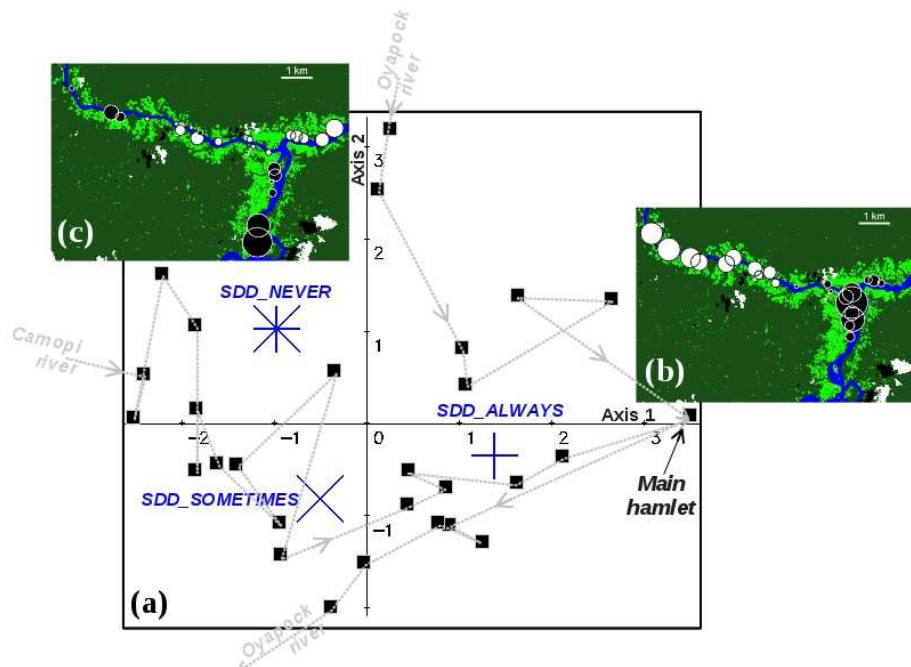 Oyapock
river
1 km
(c)
Axis 2
3
2
1 km
SDD_NEVER
Camopi
river
1
(b)
SDD_ALWAYS
Axis 1
-2
-1
0
1
2
3
SDD_SOMETIMES
Main
hamlet
-1
(a)
Oyapock
river